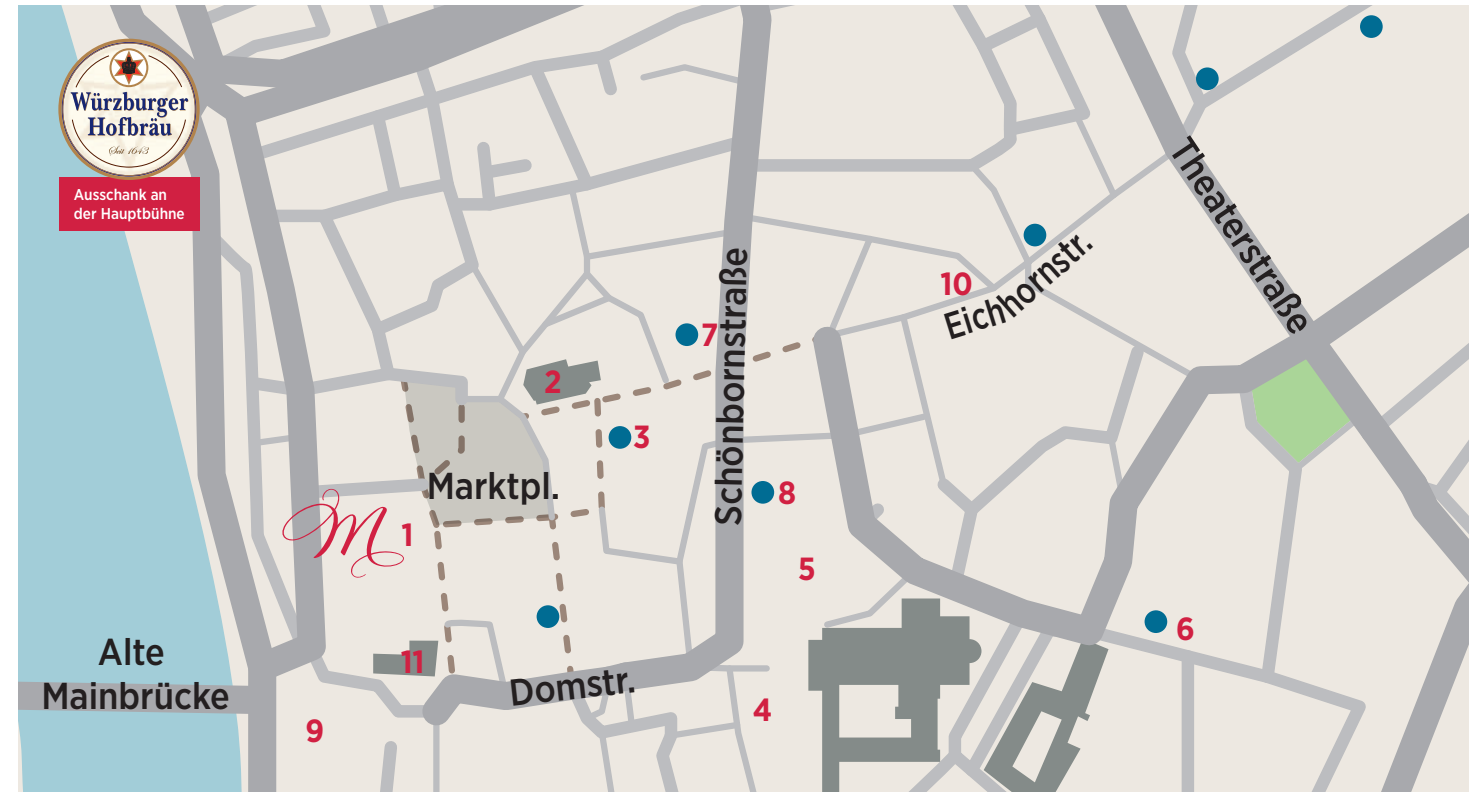 Würzburger
Hofbräu
Seit 1643
Ausschank an
der Hauptbühne
Theaterstraße
Eichhornstr.
10
Schönbornstraße
7
2
3
Marktpl.
8
M 1
5
6
Alte
Mainbrücke
11
Domstr.
4
9